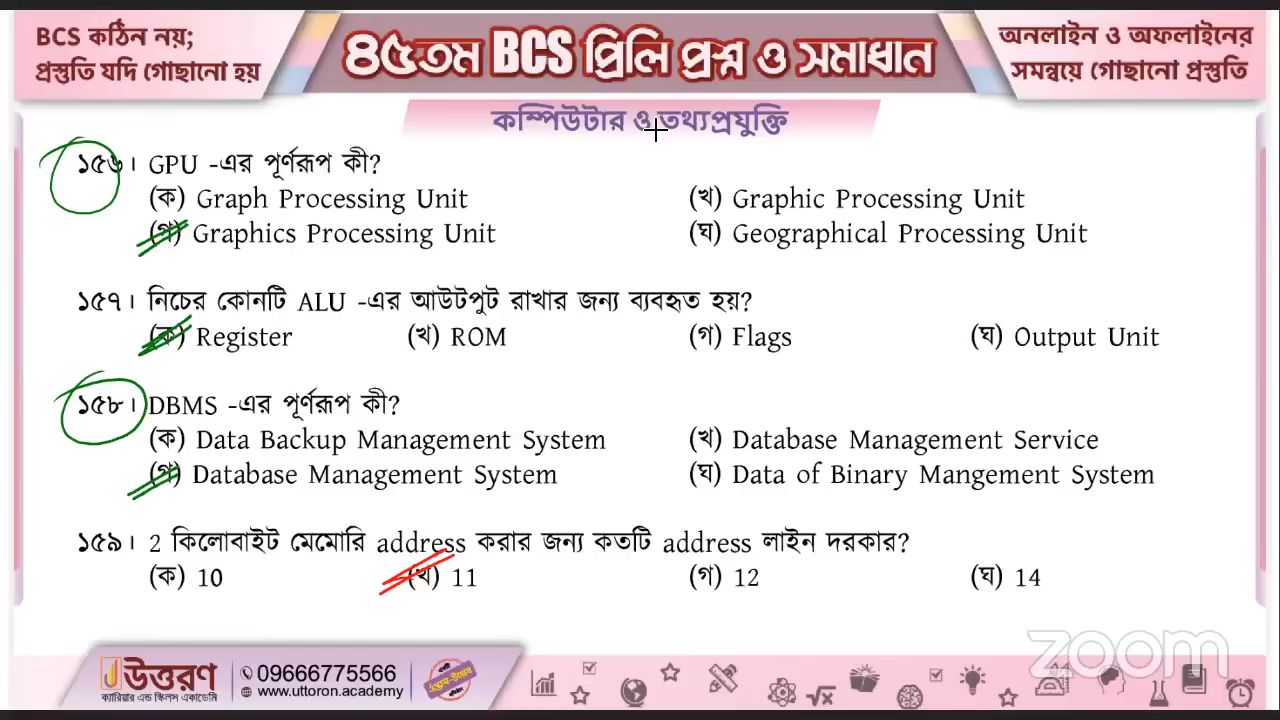 BCS কঠিন নয়;
প্রস্তুতি যদি গোছানো হয়
৪৫তম BCS প্রিলি প্রশ্ন ও সমাধান
অনলাইন ও অফলাইনের
সমন্বয়ে গোছানো প্রস্তুতি
কম্পিউটার ও তথ্যপ্রযুক্তি
১৫৬। GPU -এর পূর্ণরূপ কী?
(ক) Graph Processing Unit (খ) Graphic Processing Unit
(গ) Graphics Processing Unit (ঘ) Geographical Processing Unit
১৫৭। নিচের কোনটি ALU -এর আউটপুট রাখার জন্য ব্যবহৃত হয়?
(ক) Register (খ) ROM (গ) Flags (ঘ) Output Unit
১৫৮। DBMS -এর পূর্ণরূপ কী?
(ক) Data Backup Management System (খ) Database Management Service
(গ) Database Management System (ঘ) Data of Binary Mangement System
১৫৯। 2 কিলোবাইট মেমোরি address করার জন্য কতটি address লাইন দরকার?
(ক) 10 (খ) 11 (গ) 12 (ঘ) 14
zoom
উত্তরণ
ক্যারিয়ার এন্ড স্কিলস একাডেমি
09666775566
www.uttoron.academy